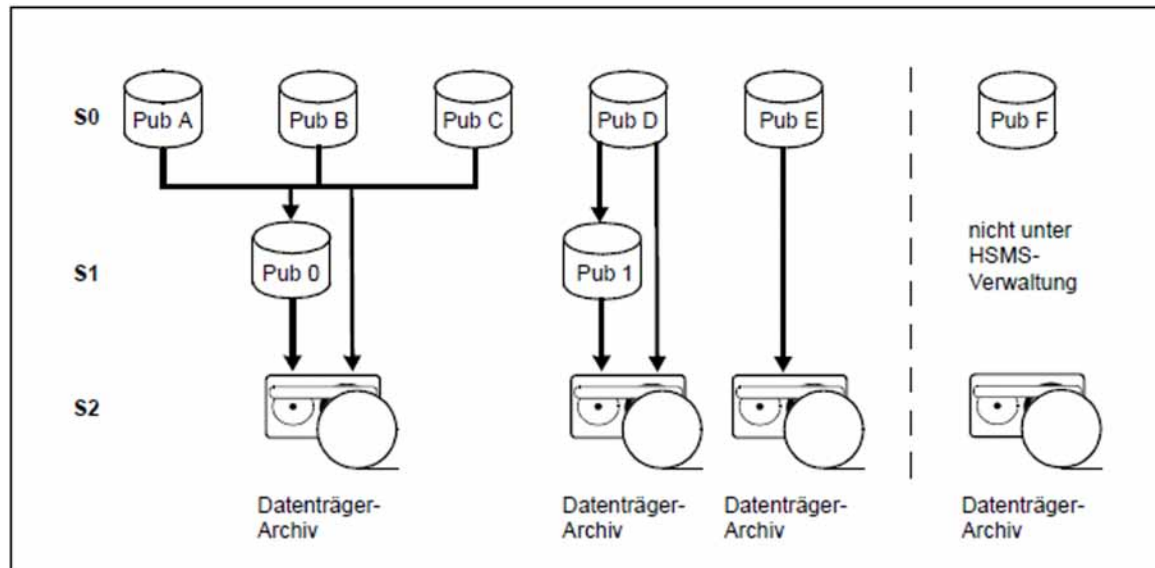 S0
Pub A
Pub B
Pub C
Pub D
Pub E
Pub F
S1
Pub 0
Pub 1
nicht unter
HSMS-
Verwaltung
S2
Datenträger-
Archiv
Datenträger-
Archiv
Datenträger-
Archiv
Datenträger-
Archiv